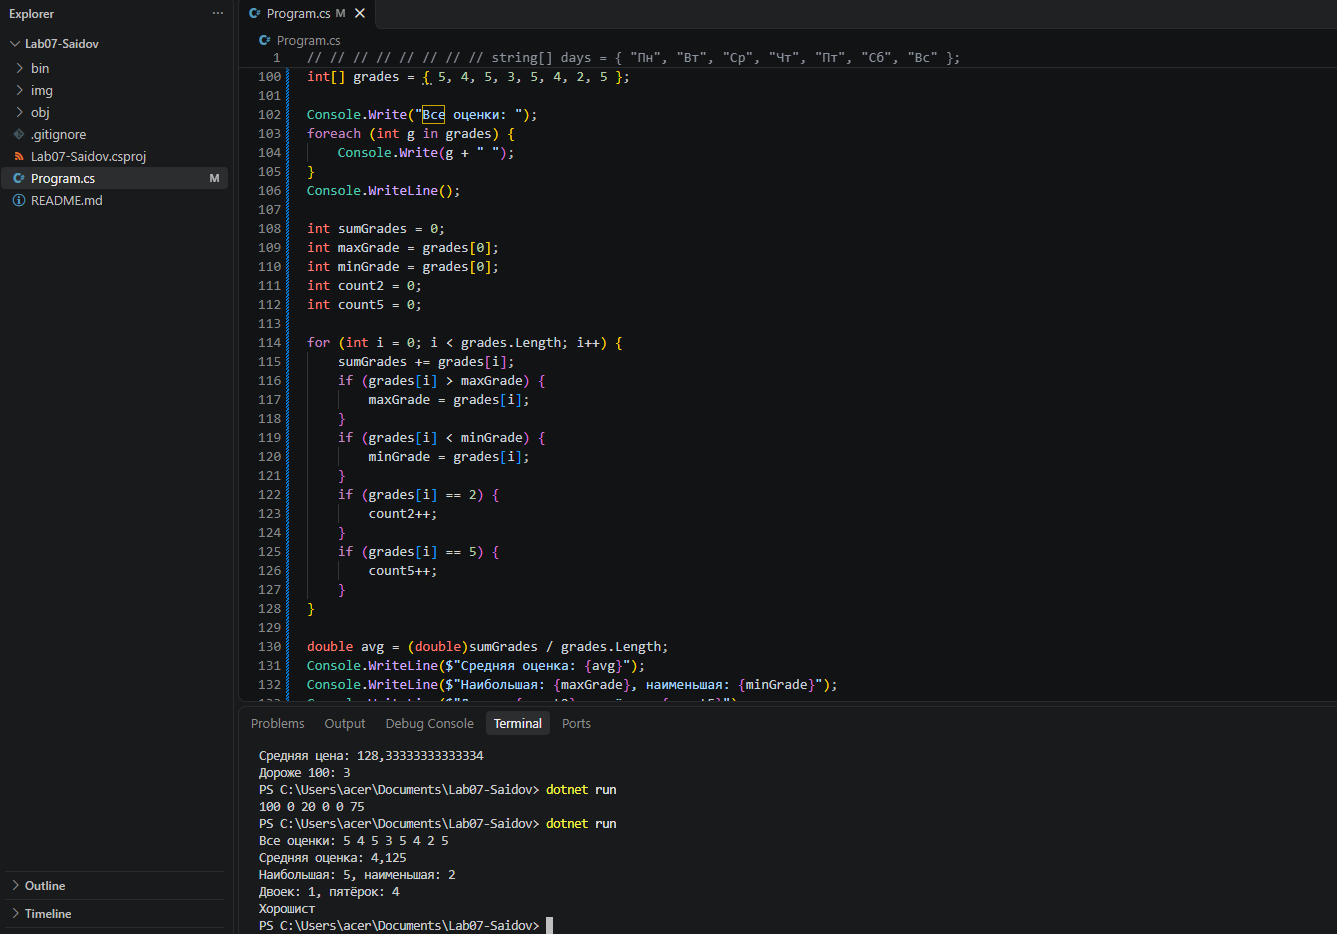 Explorer
···
Lab07-Saidov
bin
img
obj
.gitignore
Lab07-Saidov.csproj
C# Program.cs M
README.md
Outline
Timeline
C# Program.cs M
C# Program.cs
1 // // // // // // // // string[] days = { "Пн", "Вт", "Ср", "Чт", "Пт", "Сб", "Вс" };
100 int[] grades = { 5, 4, 5, 3, 5, 4, 2, 5 };
101
102 Console.Write("Все оценки: ");
103 foreach (int g in grades) {
104 Console.Write(g + " ");
105 }
106 Console.WriteLine();
107
108 int sumGrades = 0;
109 int maxGrade = grades[0];
110 int minGrade = grades[0];
111 int count2 = 0;
112 int count5 = 0;
113
114 for (int i = 0; i < grades.Length; i++) {
115 sumGrades += grades[i];
116 if (grades[i] > maxGrade) {
117 maxGrade = grades[i];
118 }
119 if (grades[i] < minGrade) {
120 minGrade = grades[i];
121 }
122 if (grades[i] == 2) {
123 count2++;
124 }
125 if (grades[i] == 5) {
126 count5++;
127 }
128 }
129
130 double avg = (double)sumGrades / grades.Length;
131 Console.WriteLine($"Средняя оценка: {avg}");
132 Console.WriteLine($"Наибольшая: {maxGrade}, наименьшая: {minGrade}");
Problems Output Debug Console Terminal Ports
Средняя цена: 128,33333333333334
Дороже 100: 3
PS C:\Users\acer\Documents\Lab07-Saidov> dotnet run
100 0 20 0 0 75
PS C:\Users\acer\Documents\Lab07-Saidov> dotnet run
Все оценки: 5 4 5 3 5 4 2 5
Средняя оценка: 4,125
Наибольшая: 5, наименьшая: 2
Двоек: 1, пятёрок: 4
Хорошист
PS C:\Users\acer\Documents\Lab07-Saidov>